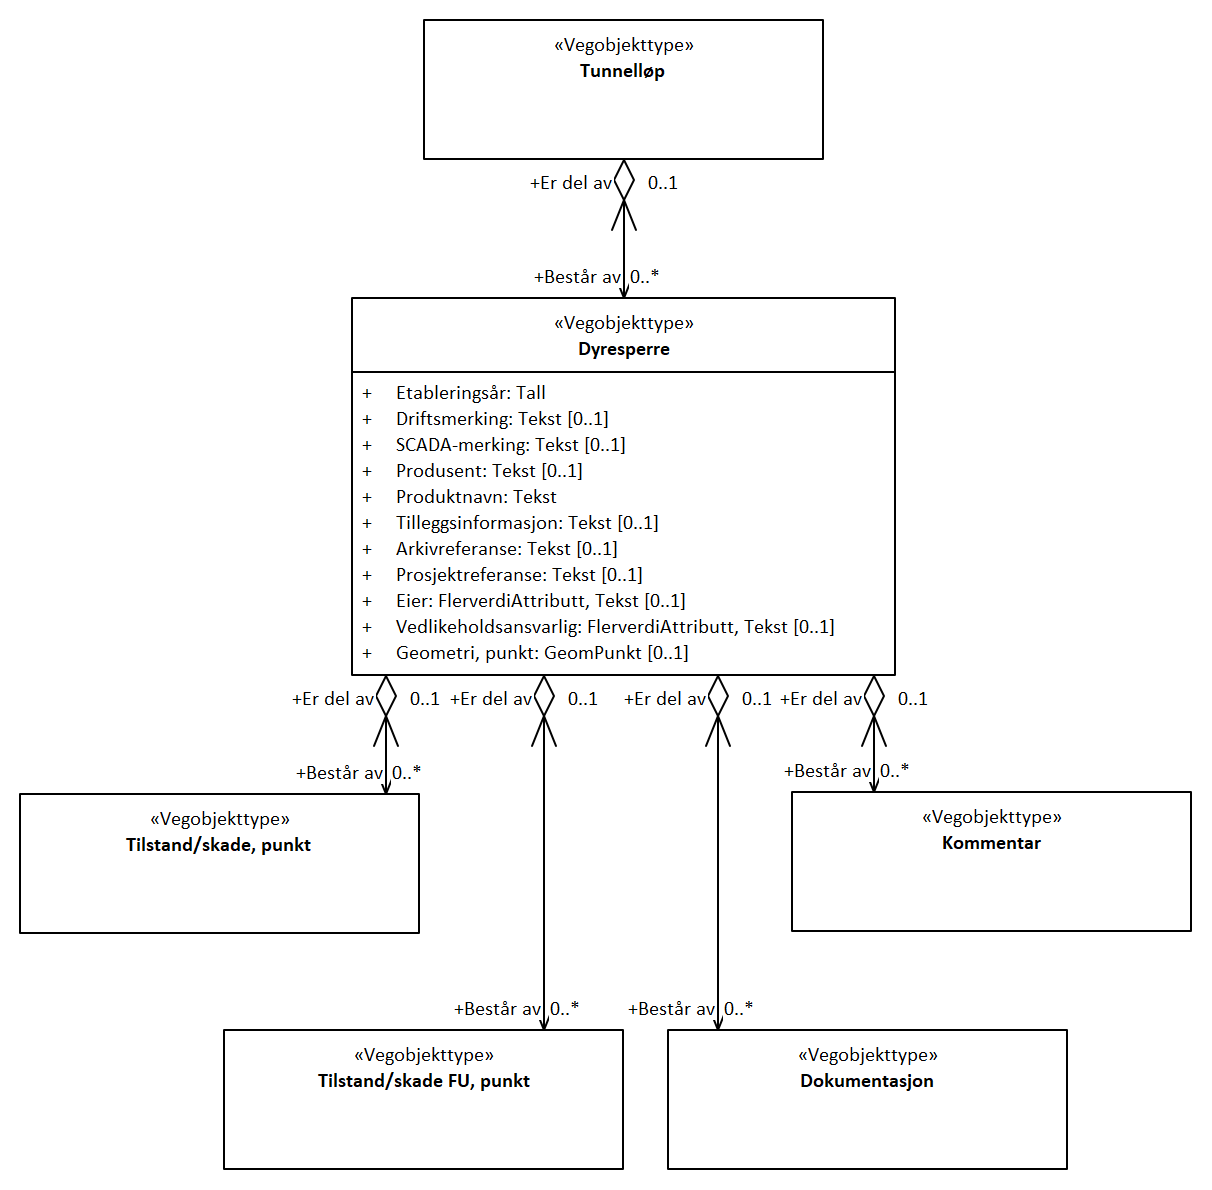 «Vegobjekttype»
Tunnelløp
+Er del av 0..1
+Består av 0..*
«Vegobjekttype»
Dyresperre
+ Etableringsår: Tall
+ Driftsmerking: Tekst [0..1]
+ SCADA-merking: Tekst [0..1]
+ Produsent: Tekst [0..1]
+ Produktnavn: Tekst
+ Tilleggsinformasjon: Tekst [0..1]
+ Arkivreferanse: Tekst [0..1]
+ Prosjektreferanse: Tekst [0..1]
+ Eier: FlerverdiAttributt, Tekst [0..1]
+ Vedlikeholdsansvarlig: FlerverdiAttributt, Tekst [0..1]
+ Geometri, punkt: GeomPunkt [0..1]
+Er del av 0..1 +Er del av 0..1 +Er del av 0..1 +Er del av 0..1
+Består av 0..* +Består av 0..*
«Vegobjekttype»
Tilstand/skade, punkt
«Vegobjekttype»
Kommentar
+Består av 0..* +Består av 0..*
«Vegobjekttype»
Tilstand/skade FU, punkt
«Vegobjekttype»
Dokumentasjon